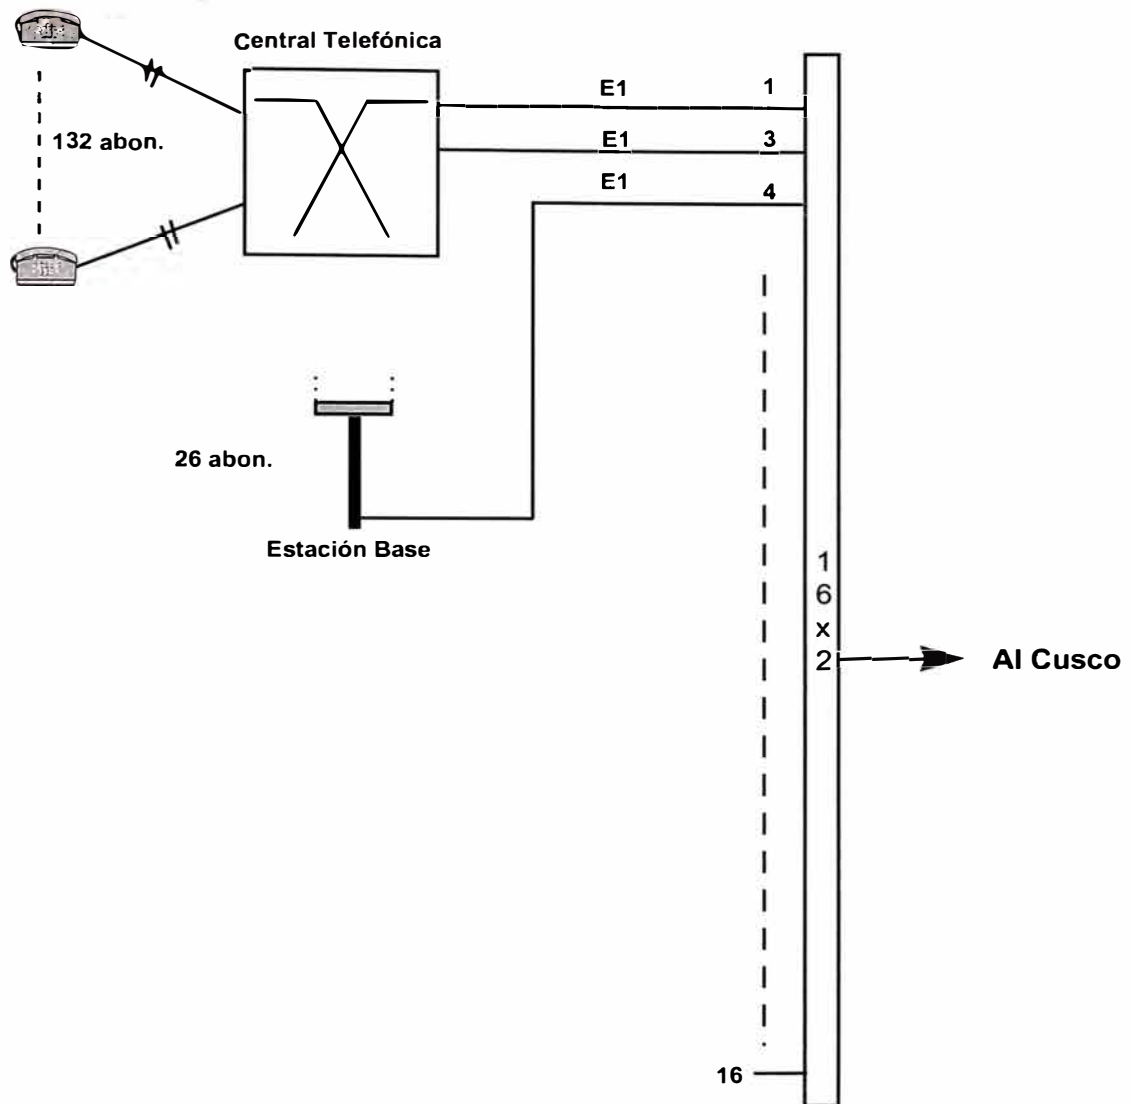 Central Telefónica
132 abon.
E1 1
E1 3
E1 4
26 abon.
Estación Base
1
6
x
2
Al Cusco
16